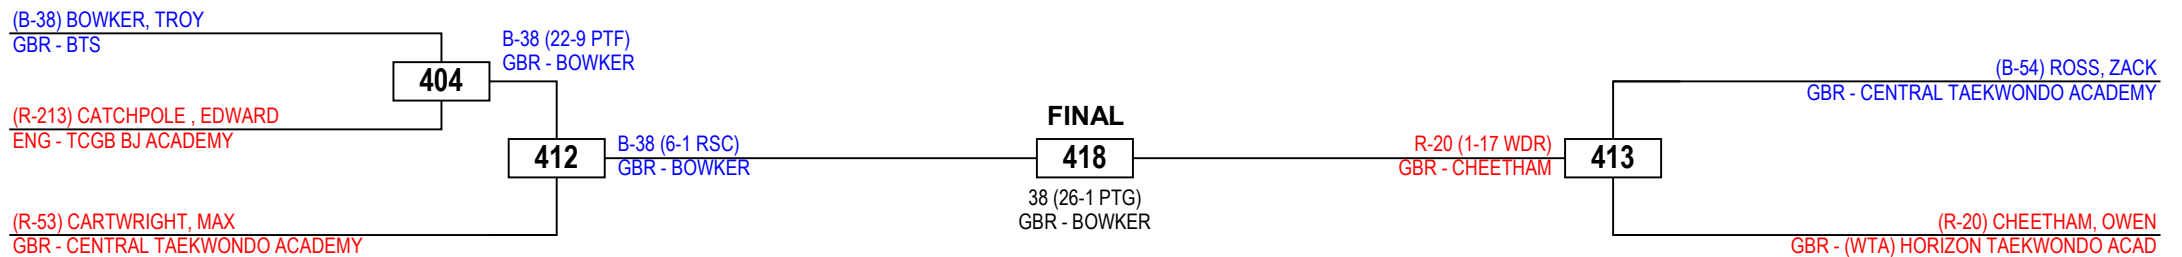 (B-38) BOWKER, TROY
GBR - BTS
404
B-38 (22-9 PTF)
GBR - BOWKER
(R-213) CATCHPOLE , EDWARD
ENG - TCGB BJ ACADEMY
412
B-38 (6-1 RSC)
GBR - BOWKER
(R-53) CARTWRIGHT, MAX
GBR - CENTRAL TAEKWONDO ACADEMY
FINAL
418
38 (26-1 PTG)
GBR - BOWKER
R-20 (1-17 WDR)
GBR - CHEETHAM
413
(B-54) ROSS, ZACK
GBR - CENTRAL TAEKWONDO ACADEMY
(R-20) CHEETHAM, OWEN
GBR - (WTA) HORIZON TAEKWONDO ACAD